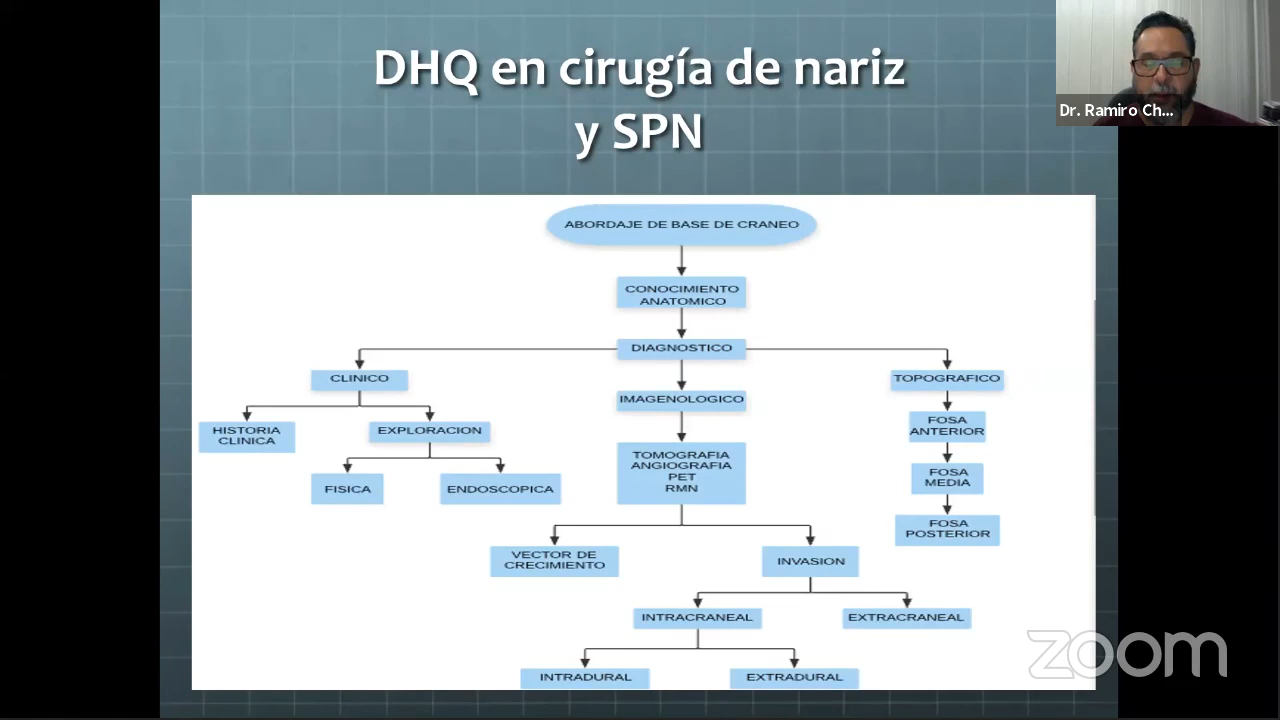 DHQ en cirugía de nariz
y SPN
Dr. Ramiro Ch...
ABORDAJE DE BASE DE CRANEO
CONOCIMIENTO
ANATOMICO
DIAGNOSTICO
CLINICO
HISTORIA
CLINICA
EXPLORACION
FISICA
ENDOSCOPICA
IMAGENOLOGICO
TOMOGRAFIA
ANGIOGRAFIA
PET
RMN
VECTOR DE
CRECIMIENTO
INVASION
INTRACRANEAL
EXTRACRANEAL
INTRADURAL
EXTRADURAL
TOPOGRAFICO
FOSA
ANTERIOR
FOSA
MEDIA
FOSA
POSTERIOR
zoom